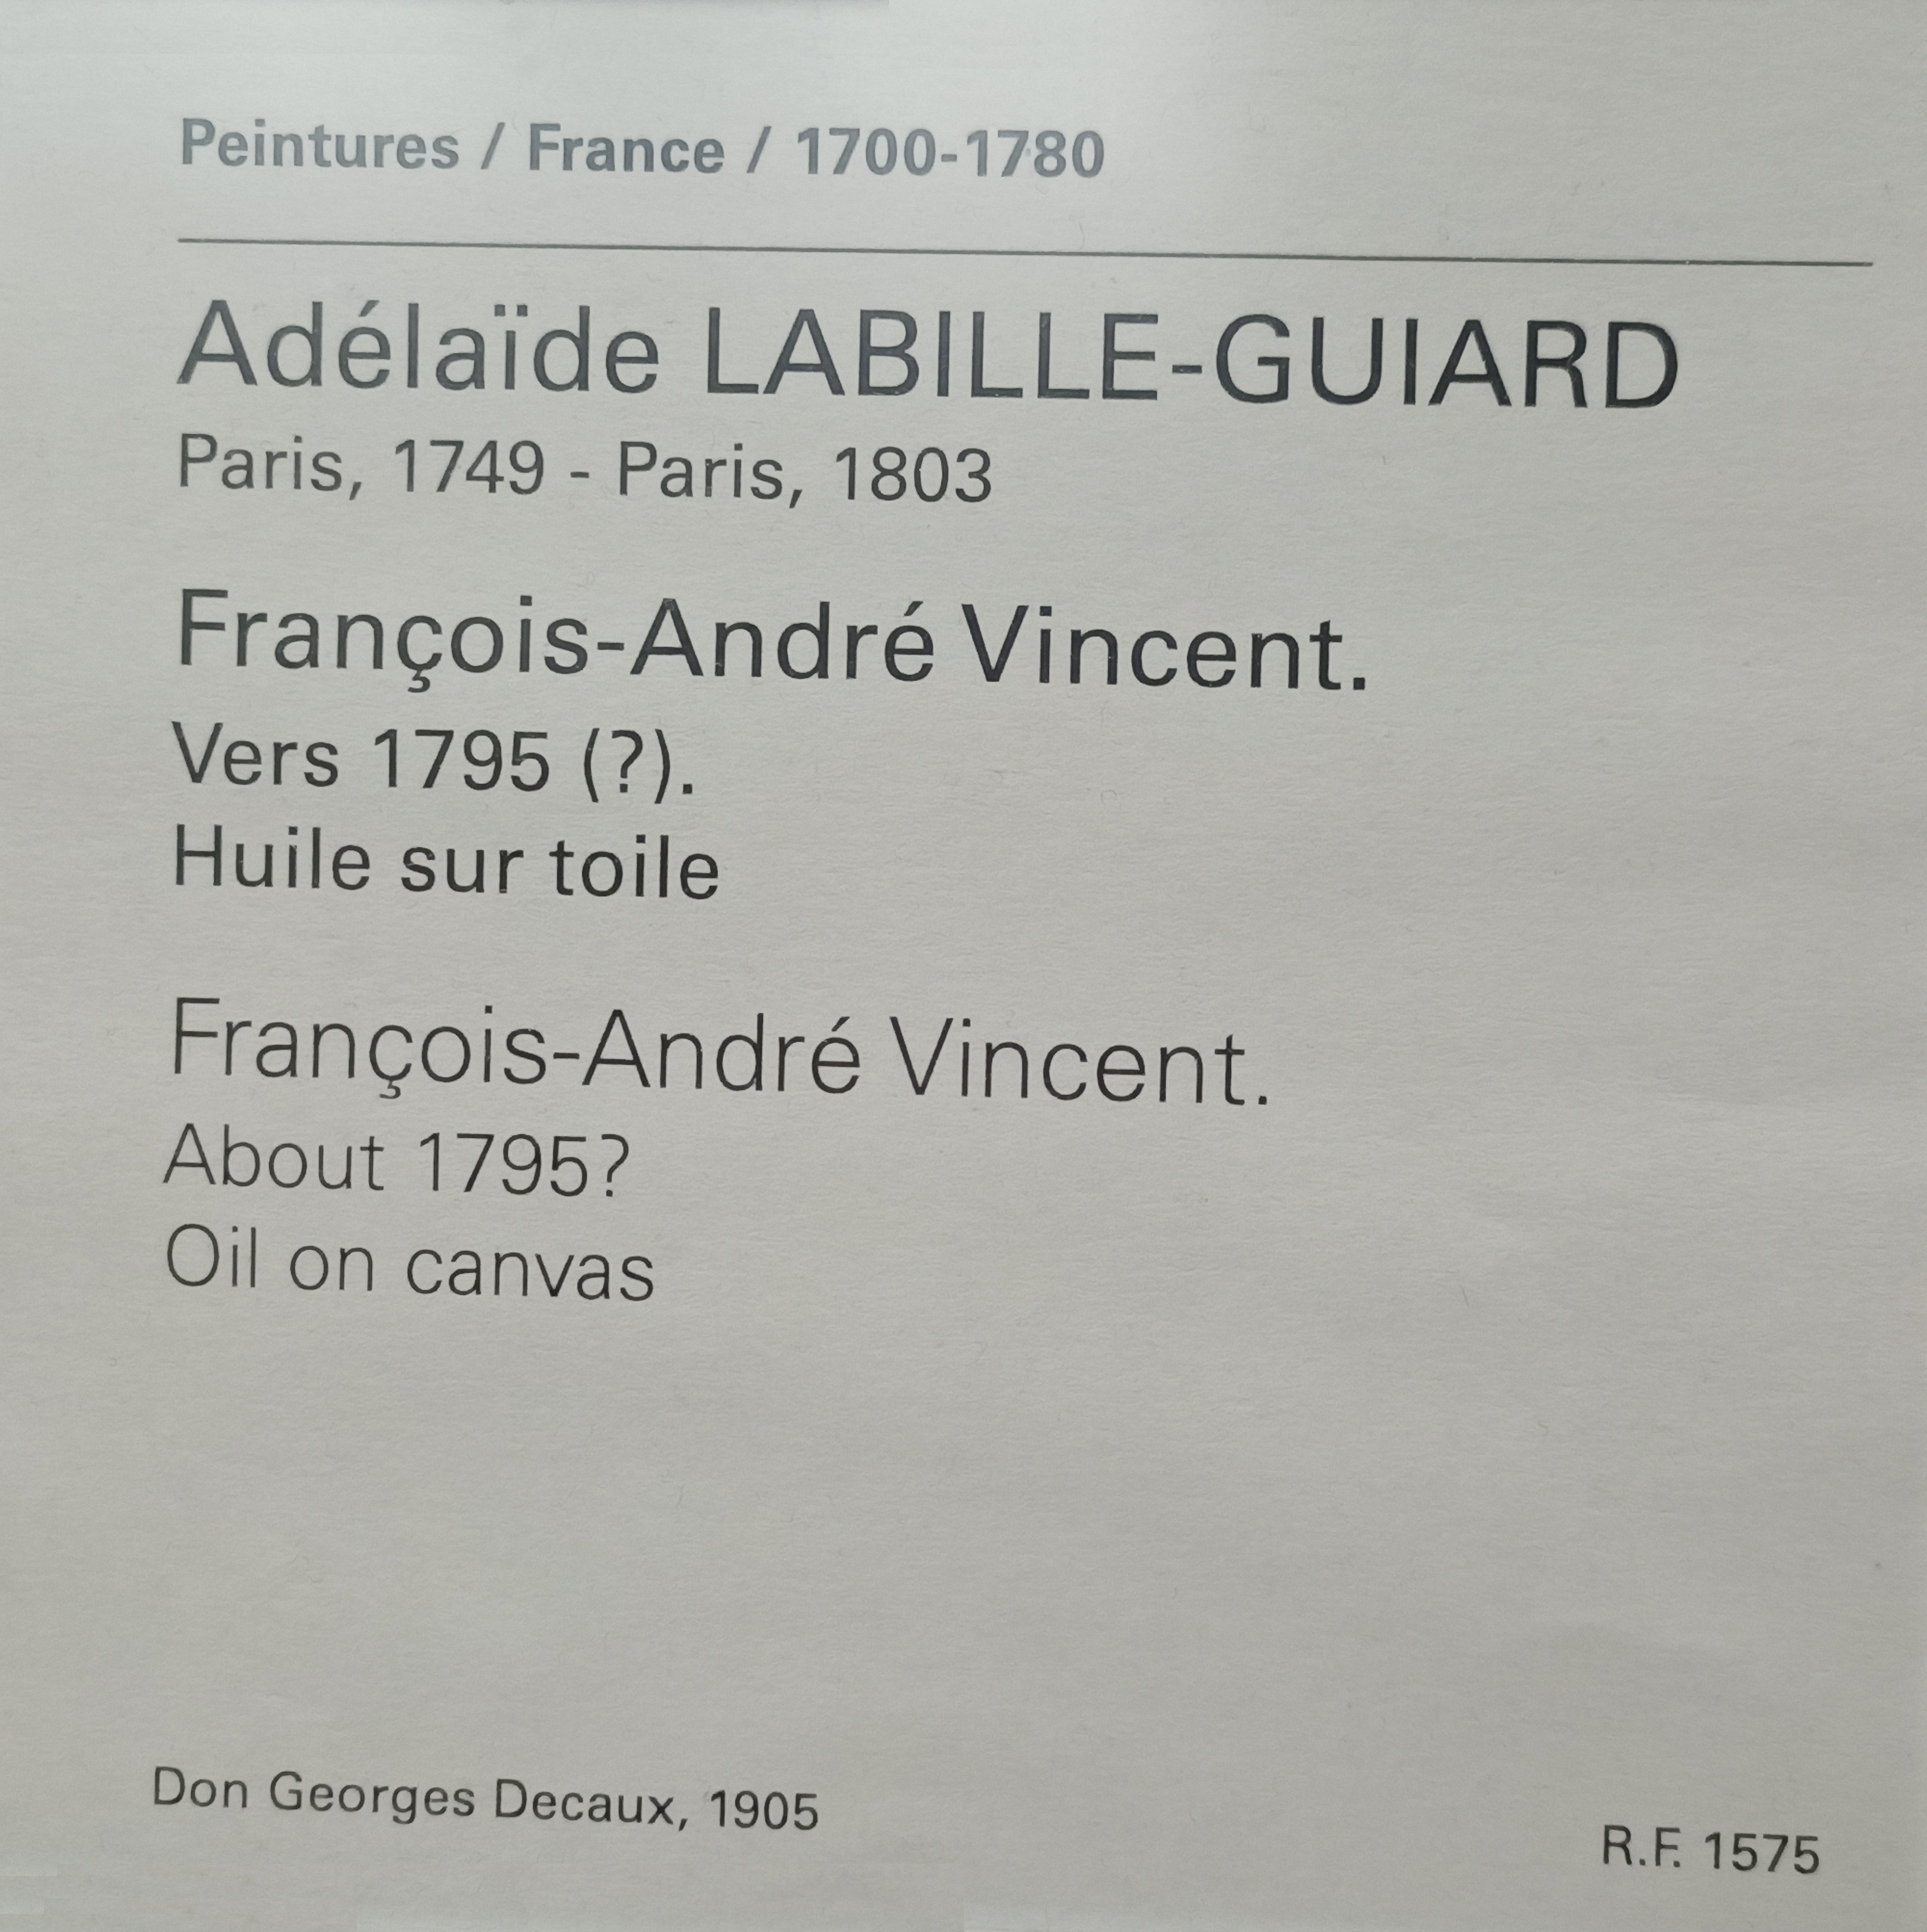 Peintures / France / 1700-1780
Adélaïde LABILLE-GUIARD
Paris, 1749 - Paris, 1803
François-André Vincent.
Vers 1795 (?).
Huile sur toile
François-André Vincent.
About 1795?
Oil on canvas
Don Georges Decaux, 1905
R.F. 1575